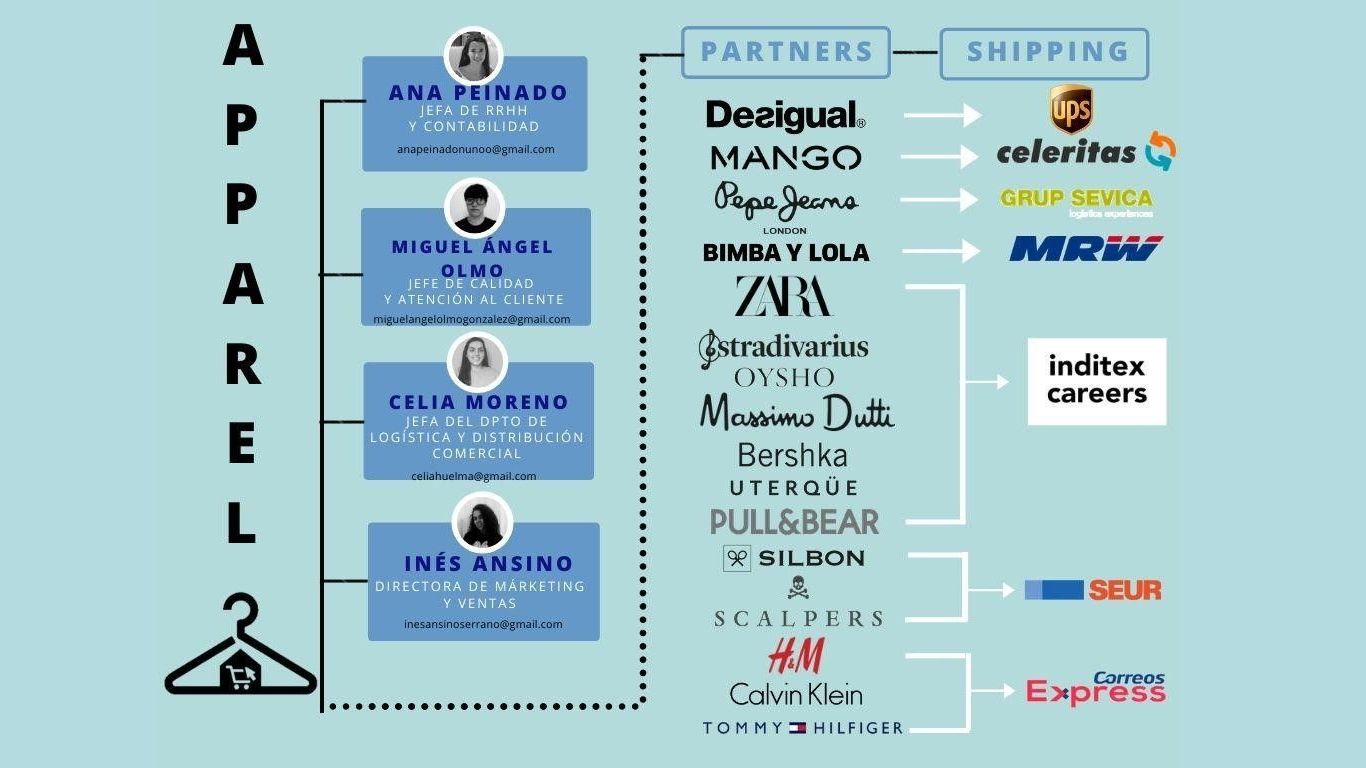 APPAREL
ANA PEINADO
JEFA DE RRHH
Y CONTABILIDAD
anapeinadonunoo@gmail.com
MIGUEL ÁNGEL
OLMO
JEFE DE CALIDAD
Y ATENCIÓN AL CLIENTE
miguelangelolmogonzalez@gmail.com
CELIA MORENO
JEFA DEL DPTO DE
LOGÍSTICA Y DISTRIBUCIÓN
COMERCIAL
celiahuelma@gmail.com
INÉS ANSINO
DIRECTORA DE MÁRKETING
Y VENTAS
inesansinoserrano@gmail.com
PARTNERS
Desigual®
MANGO
Pepe Jeans
LONDON
BIMBA Y LOLA
ZARA
stradivarius
OYSHO
Massimo Dutti
Bershka
UTERQÜE
PULL&BEAR
SILBON
SCALPERS
H&M
Calvin Klein
TOMMY HILFIGER
SHIPPING
ups
celeritas
GRUP SEVICA
logistics experiences
MRW
inditex
careers
SEUR
Correos
Express